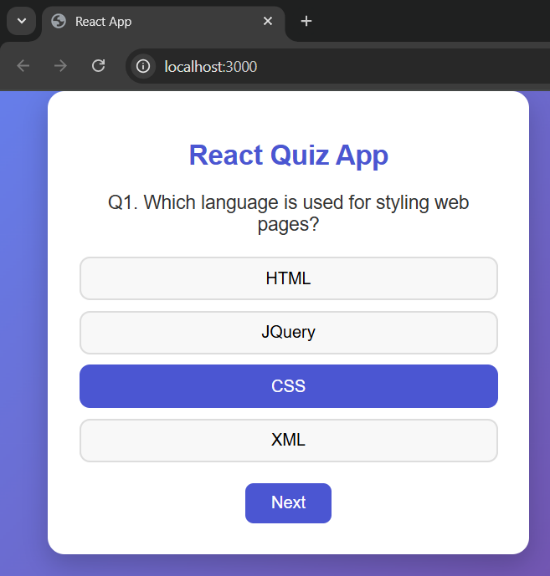 React App
localhost:3000
React Quiz App
Q1. Which language is used for styling web
pages?
HTML
JQuery
CSS
XML
Next